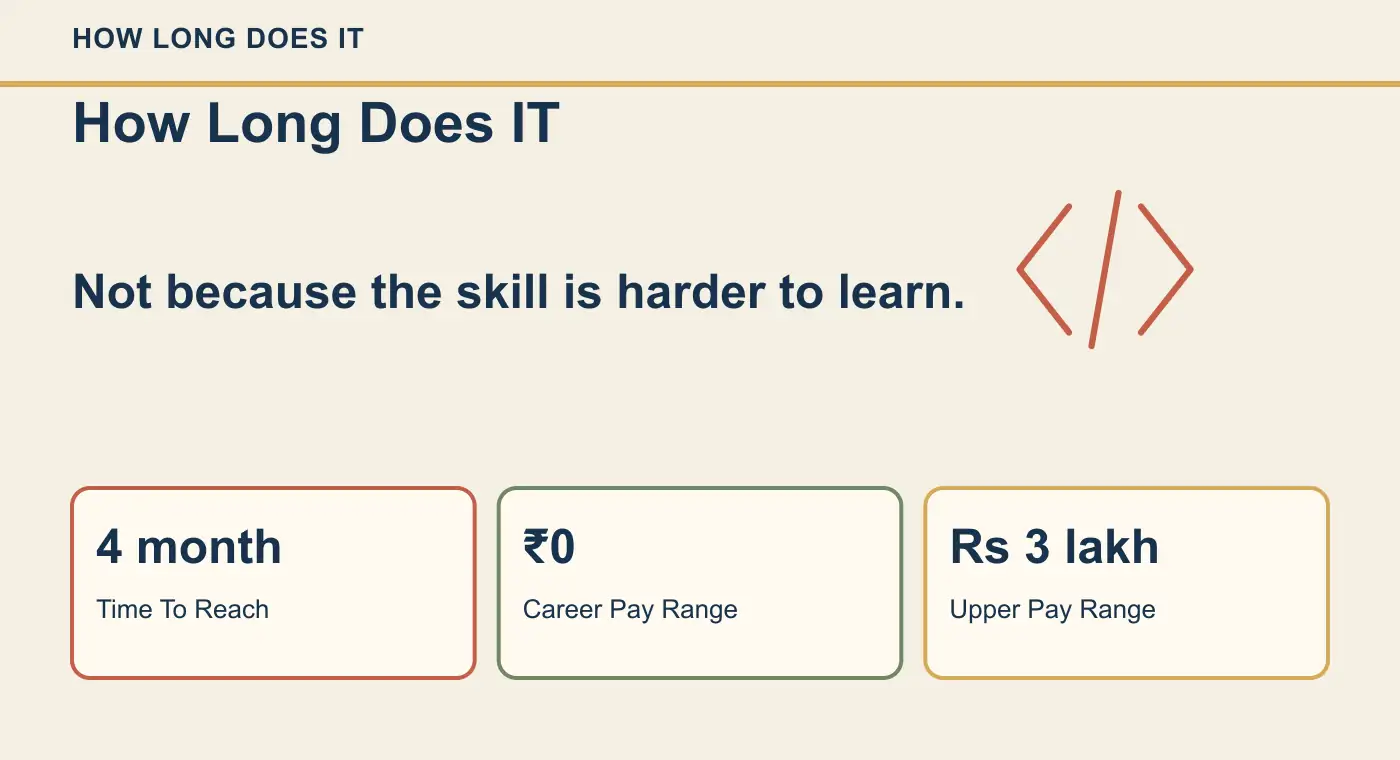 HOW LONG DOES IT
How Long Does IT
Not because the skill is harder to learn.
4 month
Time To Reach
₹0
Career Pay Range
Rs 3 lakh
Upper Pay Range